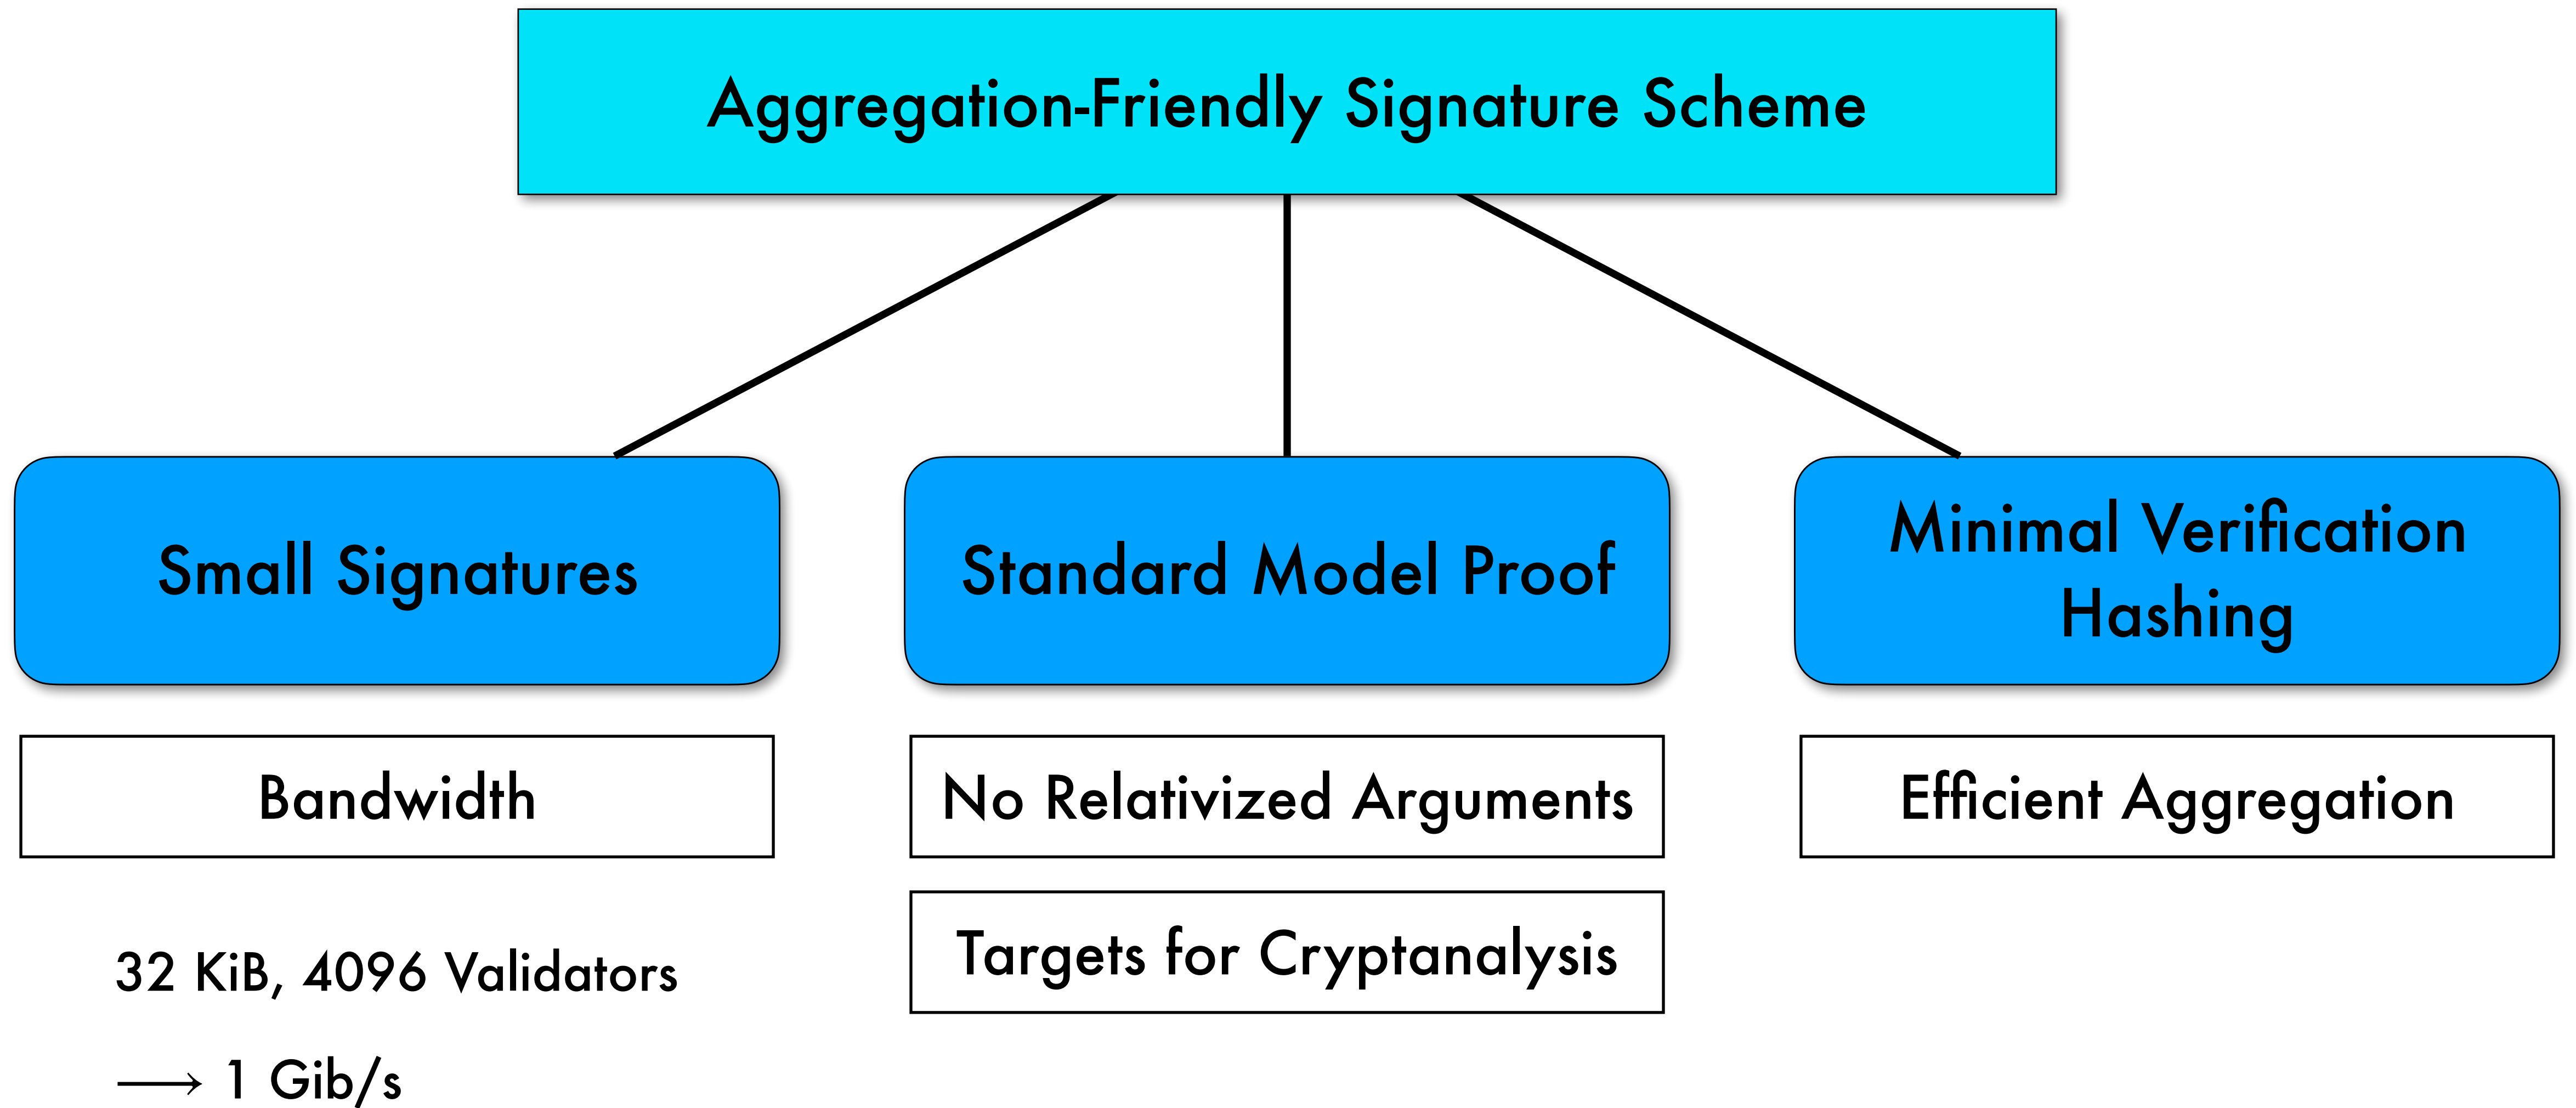 Aggregation-Friendly Signature Scheme
Small Signatures
Standard Model Proof
Minimal Verification
Hashing
Bandwidth
No Relativized Arguments
Efficient Aggregation
Targets for Cryptanalysis
32 KiB, 4096 Validators
⟶ 1 Gib/s